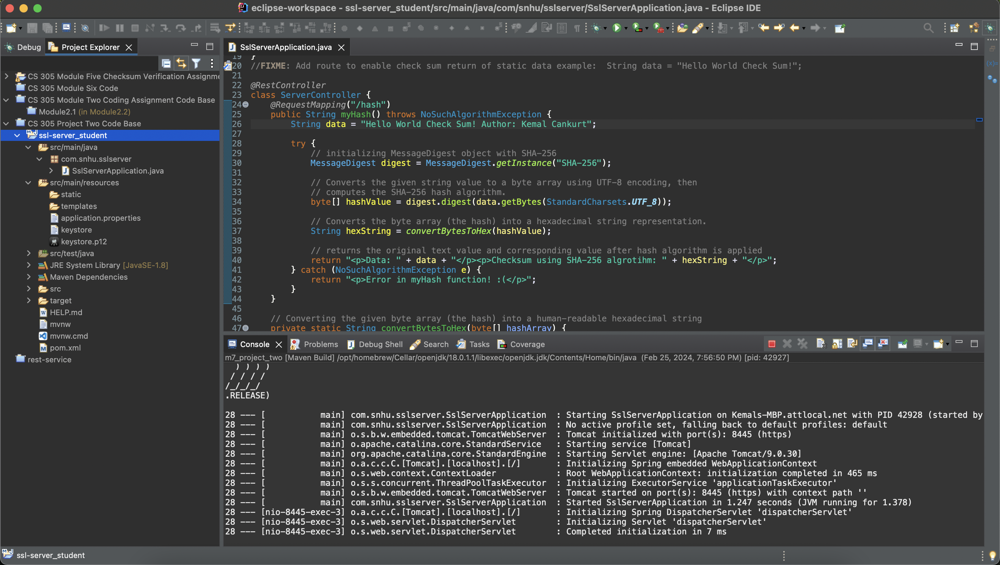 eclipse-workspace - ssl-server_student/src/main/java/com/snhu/sslserver/SslServerApplication.java - Eclipse IDE
Debug
Project Explorer
CS 305 Module Five Checksum Verification Assignme
CS 305 Module Six Code
CS 305 Module Two Coding Assignment Code Base
Module2.1 (in Module2.2)
CS 305 Project Two Code Base
ssl-server_student
src/main/java
com.snhu.sslserver
SslServerApplication.java
src/main/resources
static
templates
application.properties
keystore
keystore.p12
src/test/java
JRE System Library [JavaSE-1.8]
Maven Dependencies
src
target
HELP.md
mvnw
mvnw.cmd
pom.xml
rest-service
SslServerApplication.java
19 }
20 //FIXME: Add route to enable check sum return of static data example:  String data = "Hello World Check Sum!";
21
22 @RestController
23 class ServerController {
24     @RequestMapping("/hash")
25     public String myHash() throws NoSuchAlgorithmException {
26         String data = "Hello World Check Sum! Author: Kemal Cankurt";
27
28         try {
29             // initializing MessageDigest object with SHA-256
30             MessageDigest digest = MessageDigest.getInstance("SHA-256");
31
32             // Converts the given string value to a byte array using UTF-8 encoding, then
33             // computes the SHA-256 hash algorithm.
34             byte[] hashValue = digest.digest(data.getBytes(StandardCharsets.UTF_8));
35
36             // Converts the byte array (the hash) into a hexadecimal string representation.
37             String hexString = convertBytesToHex(hashValue);
38
39             // returns the original text value and corresponding value after hash algorithm is applied
40             return "<p>Data: " + data + "</p><p>Checksum using SHA-256 algrotihm: " + hexString + "</p>";
41         } catch (NoSuchAlgorithmException e) {
42             return "<p>Error in myHash function! :(</p>";
43         }
44     }
45
46     // Converting the given byte array (the hash) into a human-readable hexadecimal string
47     private static String convertBytesToHex(byte[] hashArray) {
Console
Problems
Debug Shell
Search
Tasks
Coverage
m7_project_two [Maven Build] /opt/homebrew/Cellar/openjdk/18.0.1.1/libexec/openjdk.jdk/Contents/Home/bin/java  (Feb 25, 2024, 7:56:50 PM) [pid: 42927]
  ) ) ) )
 / / / /
/_/_/_/
.RELEASE)
28 --- [           main] com.snhu.sslserver.SslServerApplication  : Starting SslServerApplication on Kemals-MBP.attlocal.net with PID 42928 (started by
28 --- [           main] com.snhu.sslserver.SslServerApplication  : No active profile set, falling back to default profiles: default
28 --- [           main] o.s.b.w.embedded.tomcat.TomcatWebServer  : Tomcat initialized with port(s): 8445 (https)
28 --- [           main] o.apache.catalina.core.StandardService   : Starting service [Tomcat]
28 --- [           main] org.apache.catalina.core.StandardEngine  : Starting Servlet engine: [Apache Tomcat/9.0.30]
28 --- [           main] o.a.c.c.C.[Tomcat].[localhost].[/]       : Initializing Spring embedded WebApplicationContext
28 --- [           main] o.s.web.context.ContextLoader            : Root WebApplicationContext: initialization completed in 465 ms
28 --- [           main] o.s.s.concurrent.ThreadPoolTaskExecutor  : Initializing ExecutorService 'applicationTaskExecutor'
28 --- [           main] o.s.b.w.embedded.tomcat.TomcatWebServer  : Tomcat started on port(s): 8445 (https) with context path ''
28 --- [           main] com.snhu.sslserver.SslServerApplication  : Started SslServerApplication in 1.247 seconds (JVM running for 1.378)
28 --- [nio-8445-exec-3] o.a.c.c.C.[Tomcat].[localhost].[/]       : Initializing Spring DispatcherServlet 'dispatcherServlet'
28 --- [nio-8445-exec-3] o.s.web.servlet.DispatcherServlet        : Initializing Servlet 'dispatcherServlet'
28 --- [nio-8445-exec-3] o.s.web.servlet.DispatcherServlet        : Completed initialization in 7 ms
ssl-server_student